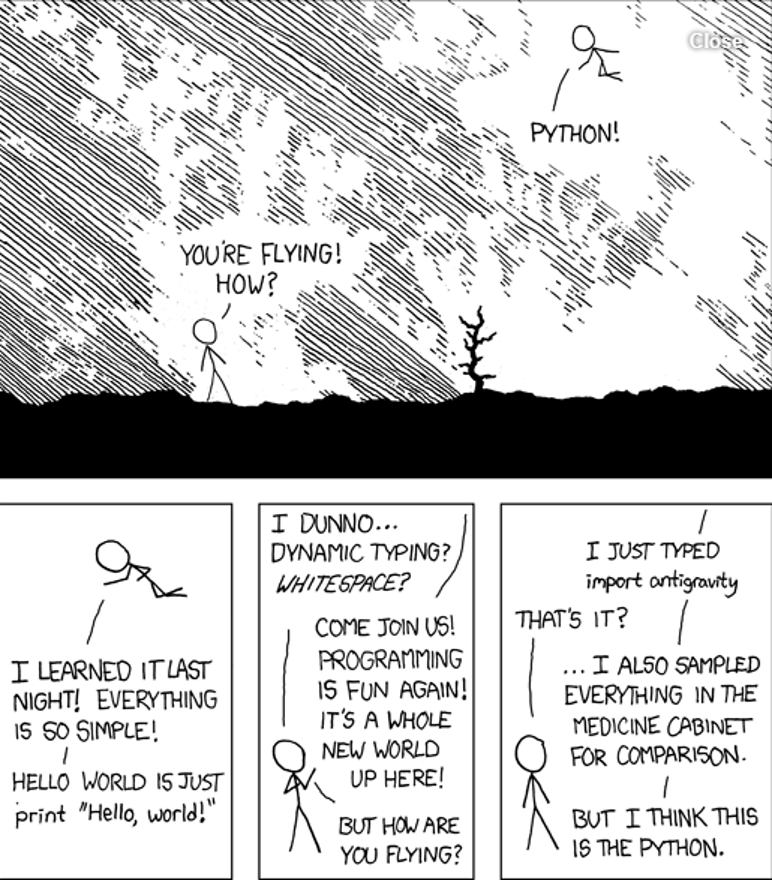 Close
PYTHON!
YOU'RE FLYING!
HOW?
I LEARNED IT LAST
NIGHT! EVERYTHING
IS SO SIMPLE!
HELLO WORLD IS JUST
print "Hello, world!"
I DUNNO...
DYNAMIC TYPING?
WHITESPACE?
COME JOIN US!
PROGRAMMING
IS FUN AGAIN!
IT'S A WHOLE
NEW WORLD
UP HERE!
BUT HOW ARE
YOU FLYING?
I JUST TYPED
import antigravity
THAT'S IT?
... I ALSO SAMPLED
EVERYTHING IN THE
MEDICINE CABINET
FOR COMPARISON.
BUT I THINK THIS
IS THE PYTHON.